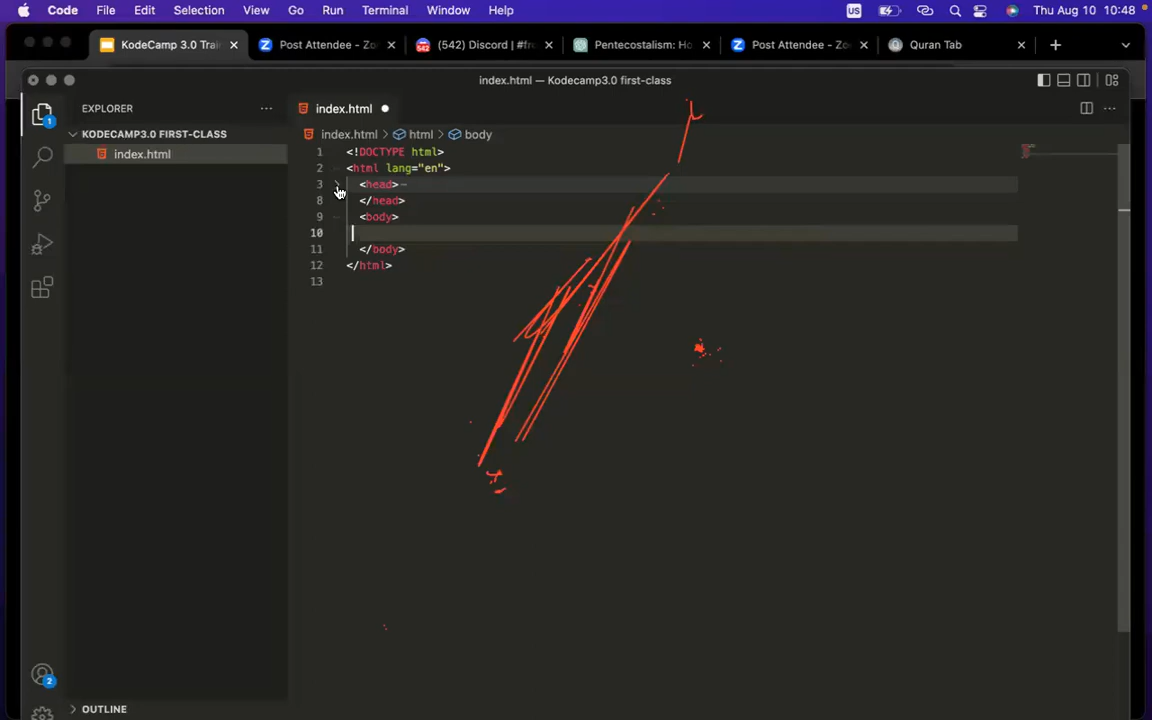 Code File Edit Selection View Go Run Terminal Window Help US Thu Aug 10 10:48
KodeCamp 3.0 Trai Post Attendee - Zo (542) Discord | #fr Pentecostalism: Ho Post Attendee - Zo Quran Tab
index.html — Kodecamp3.0 first-class
EXPLORER
KODECAMP3.0 FIRST-CLASS
index.html
OUTLINE
1
2
index.html
index.html > html > body
1 <!DOCTYPE html>
2 <html lang="en">
3 <head>
8 </head>
9 <body>
10
11 </body>
12 </html>
13